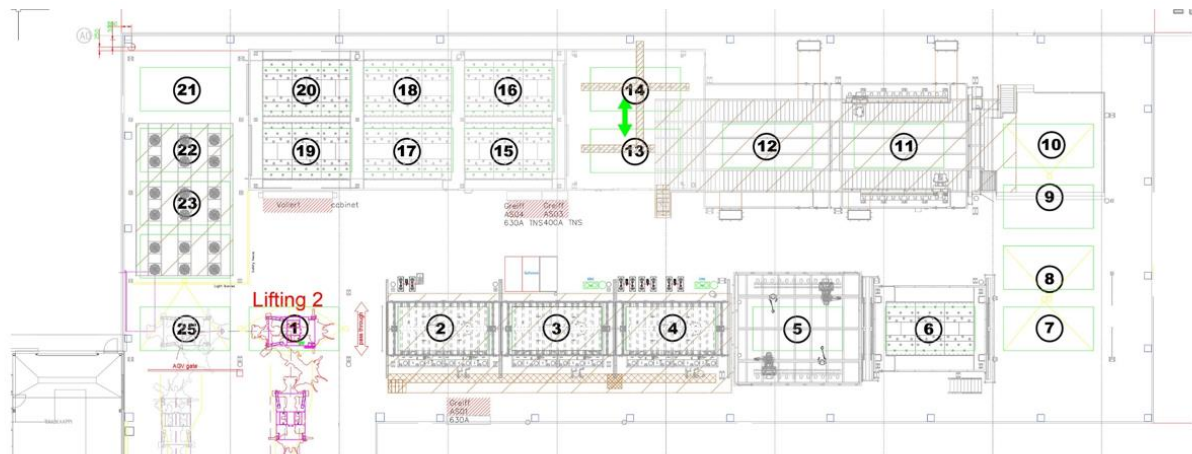 21
20
18
16
14
22
19
17
15
13
12
11
10
23
9
Vollert cabinet
Greiff Greiff
AS04 AS03
630A TNS400A TNS
8
Lifting 2
25
1
pass through
2
3
4
5
6
7
AGV gate
Greiff
AS01
630A